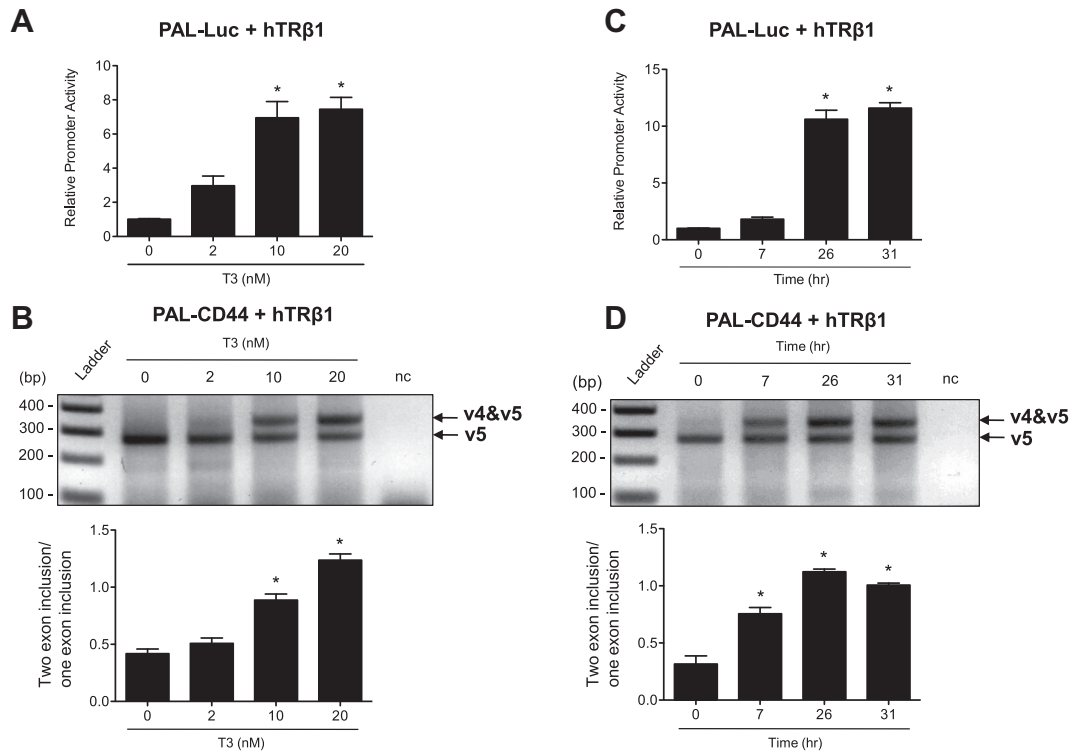 A
PAL-Luc + hTRβ1
Relative Promoter Activity
10
8
6
4
2
0
*
*
0 2 10 20
T3 (nM)
B
PAL-CD44 + hTRβ1
T3 (nM)
Ladder
(bp)
0 2 10 20 nc
400 -
300 -
200 -
100 -
v4&v5
v5
Two exon inclusion/
one exon inclusion
1.5
1.0
0.5
0.0
*
*
0 2 10 20
T3 (nM)
C
PAL-Luc + hTRβ1
Relative Promoter Activity
15
10
5
0
*
*
0 7 26 31
Time (hr)
D
PAL-CD44 + hTRβ1
Time (hr)
Ladder
(bp)
0 7 26 31 nc
400 -
300 -
200 -
100 -
v4&v5
v5
Two exon inclusion/
one exon inclusion
1.5
1.0
0.5
0.0
*
*
*
0 7 26 31
Time (hr)